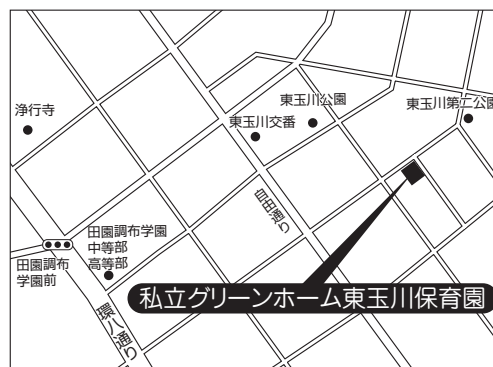 浄行寺
東玉川公園
東玉川交番
東玉川第二公園
自由通り
田園調布学園
中等部
高等部
田園調布
学園前
私立グリーンホーム東玉川保育園
環八通り